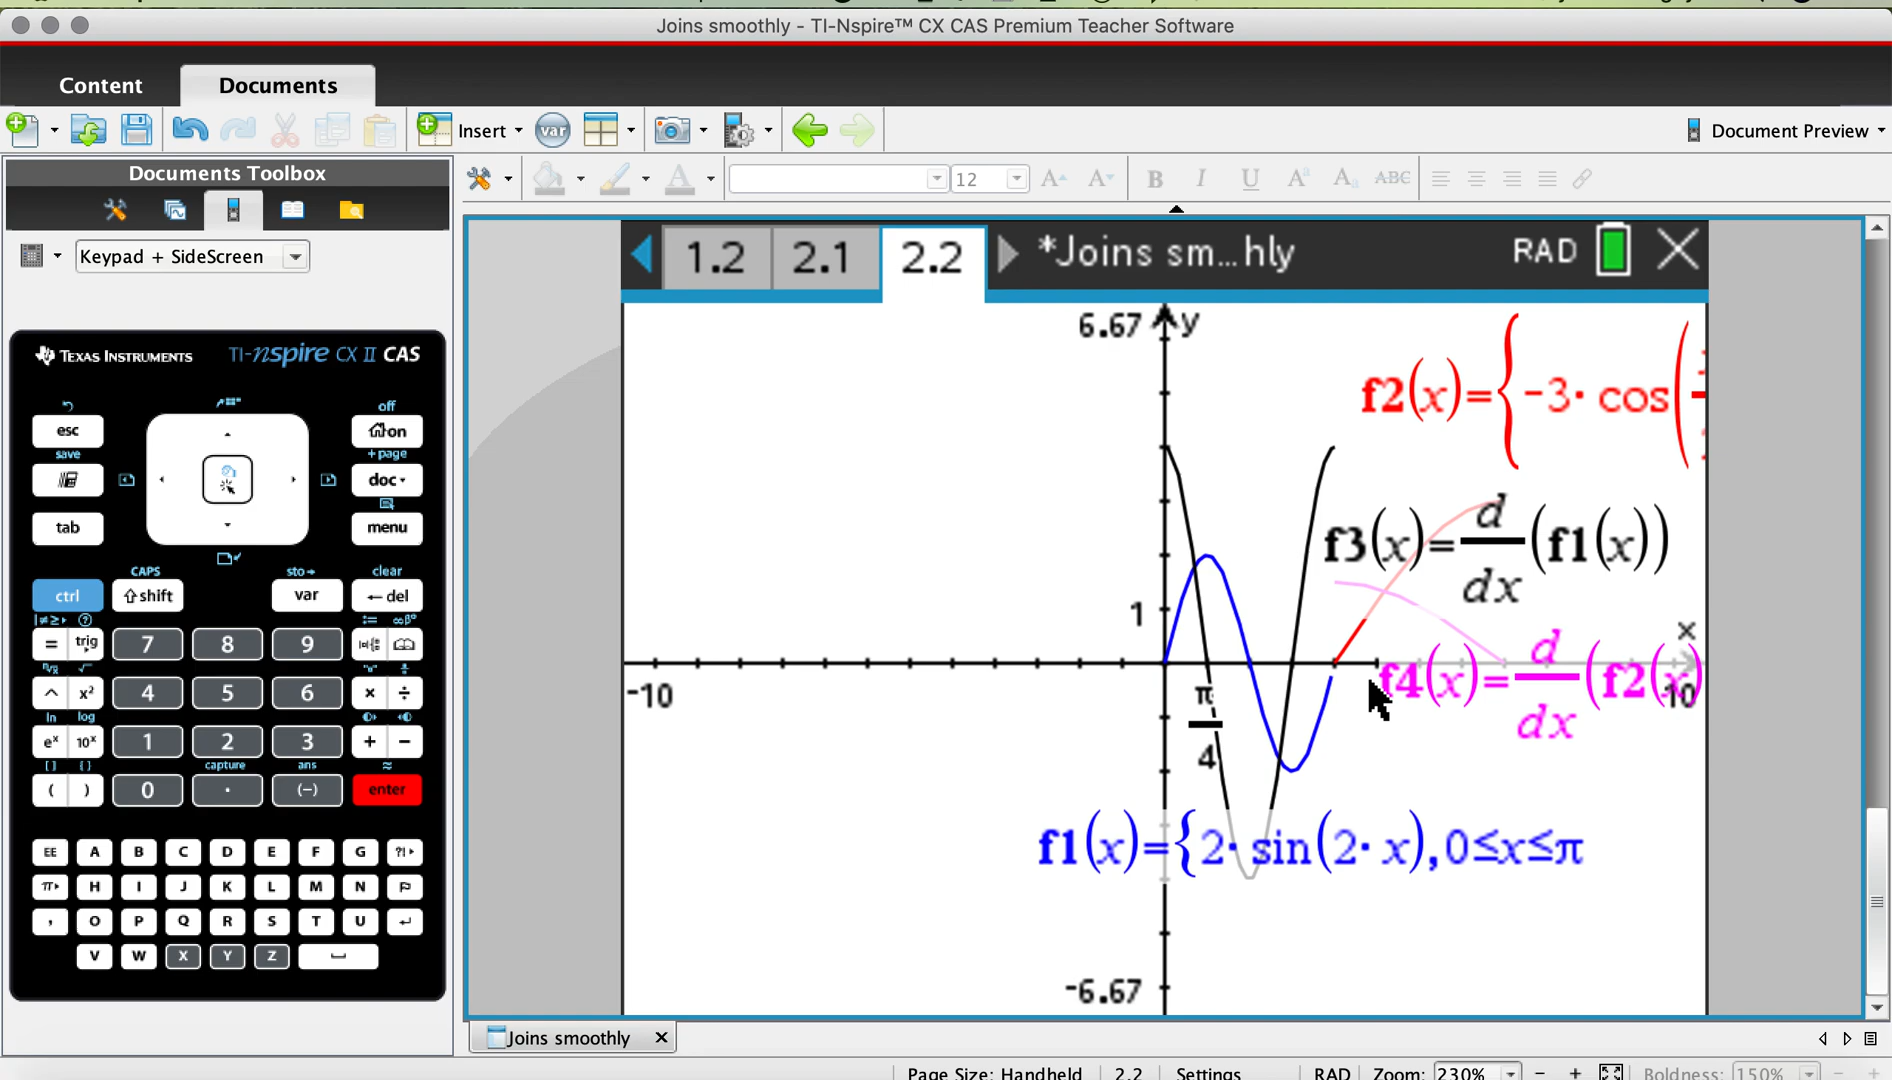 Joins smoothly - TI-Nspire™ CX CAS Premium Teacher Software
Content
Documents
Insert
var
Document Preview
Documents Toolbox
12
B I U ABC
Keypad + SideScreen
1.2
2.1
2.2
*Joins sm...hly
RAD
TEXAS INSTRUMENTS
TI-nspire CX II CAS
off
esc
on
save
+ page
doc
tab
menu
CAPS
sto→
clear
ctrl
shift
var
del
= trig 7 8 9
^ x² 4 5 6 × ÷
ln log
eˣ 10ˣ 1 2 3 + −
[ ] { } capture ans ≈
( ) 0 . (−) enter
EE A B C D E F G ?!
π H I J K L M N
, O P Q R S T U
V W X Y Z
6.67
y
f2(x)={-3· cos(
f3(x)=d/dx(f1(x))
1
x
-10
π/4
f4(x)=d/dx(f2(x)
10
f1(x)={2· sin(2· x),0≤x≤π
-6.67
Joins smoothly
Page Size: Handheld
2.2
Settings
RAD
Zoom: 230%
Boldness: 150%